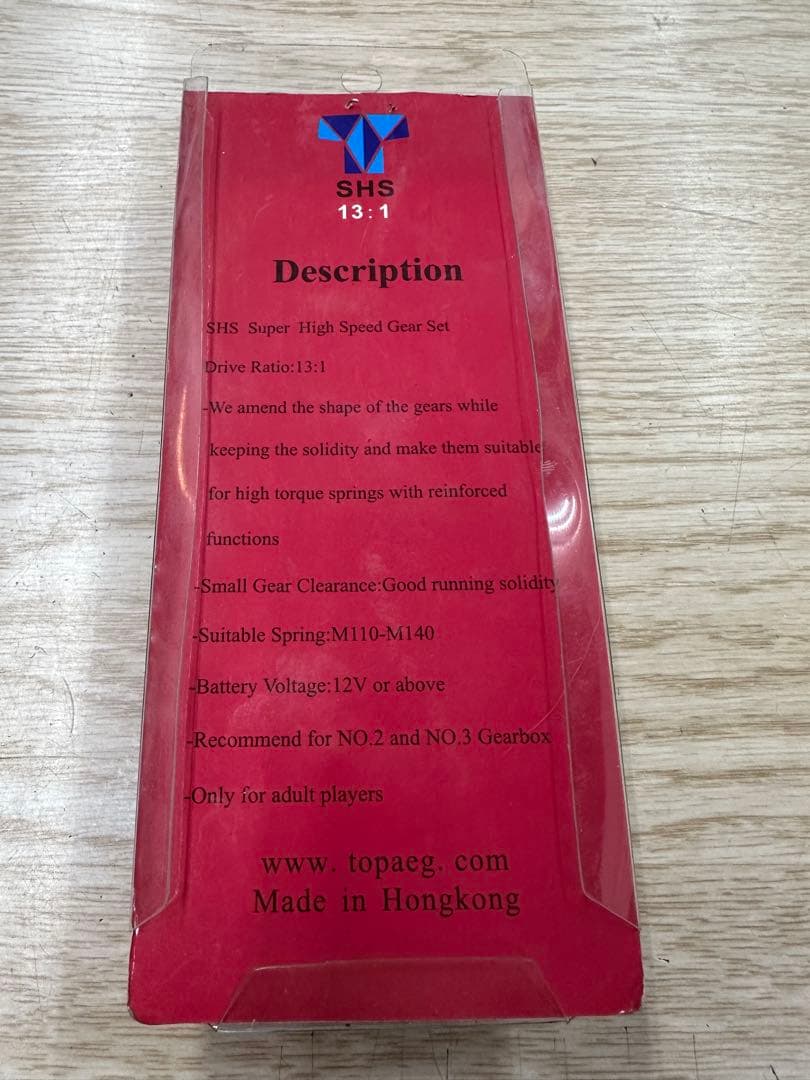 SHS
13:1
Description
SHS Super High Speed Gear Set
Drive Ratio:13:1
-We amend the shape of the gears while
keeping the solidity and make them suitable
for high torque springs with reinforced
functions
-Small Gear Clearance:Good running solidity
-Suitable Spring:M110-M140
-Battery Voltage:12V or above
-Recommend for NO.2 and NO.3 Gearbox
-Only for adult players
www. topaeg. com
Made in Hongkong